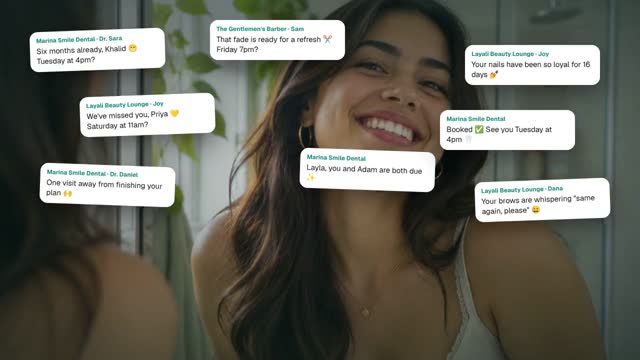 Marina Smile Dental · Dr. Sara
Six months already, Khalid 😁
Tuesday at 4pm?
The Gentlemen's Barber · Sam
That fade is ready for a refresh ✂️
Friday 7pm?
Layali Beauty Lounge · Joy
Your nails have been so loyal for 16
days 💅
Layali Beauty Lounge · Joy
We've missed you, Priya 💛
Saturday at 11am?
Marina Smile Dental
Booked ✅ See you Tuesday at
4pm 🦷
Marina Smile Dental
Layla, you and Adam are both due
✨
Marina Smile Dental · Dr. Daniel
One visit away from finishing your
plan 🙌
Layali Beauty Lounge · Dana
Your brows are whispering "same
again, please" 😄